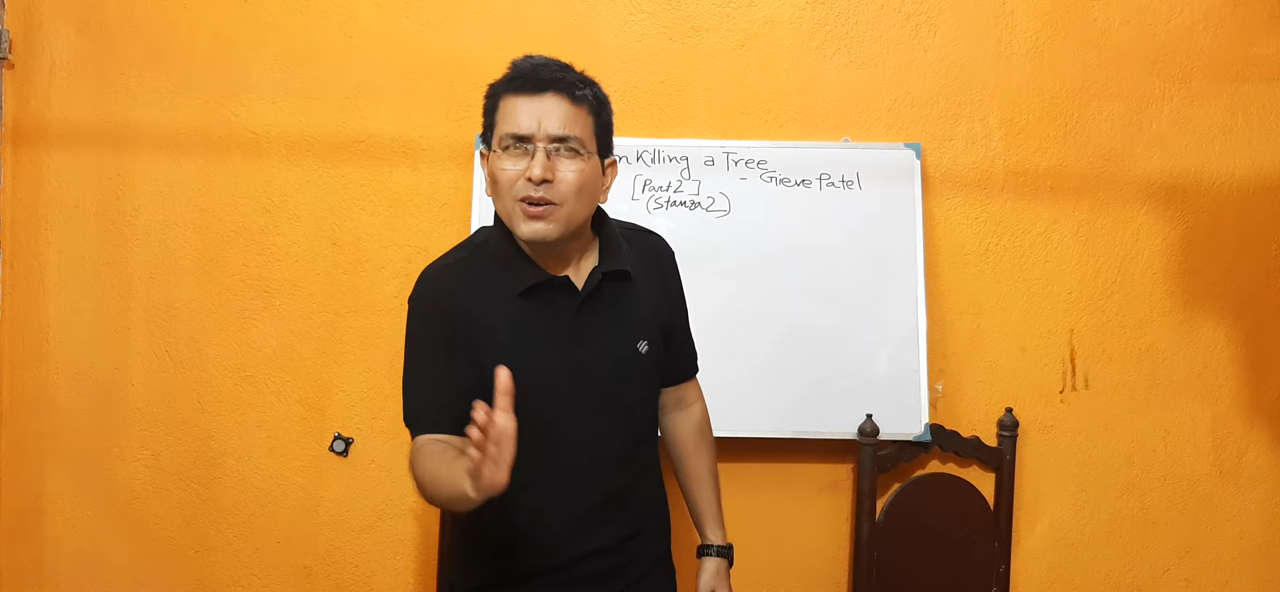 n Killing a Tree
- Gieve Patel
[Part 2]
(Stanza 2)